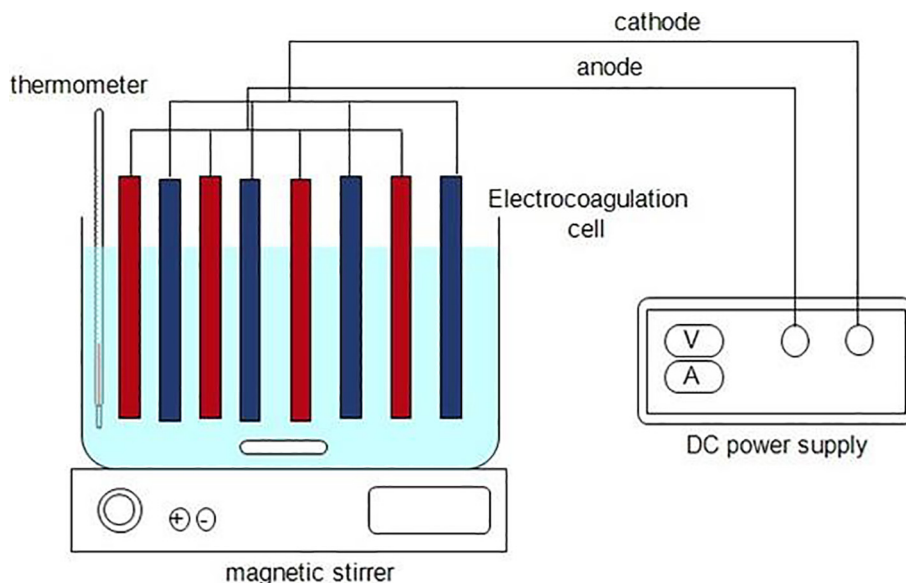 cathode
anode
thermometer
Electrocoagulation
cell
V
A
DC power supply
+ -
magnetic stirrer